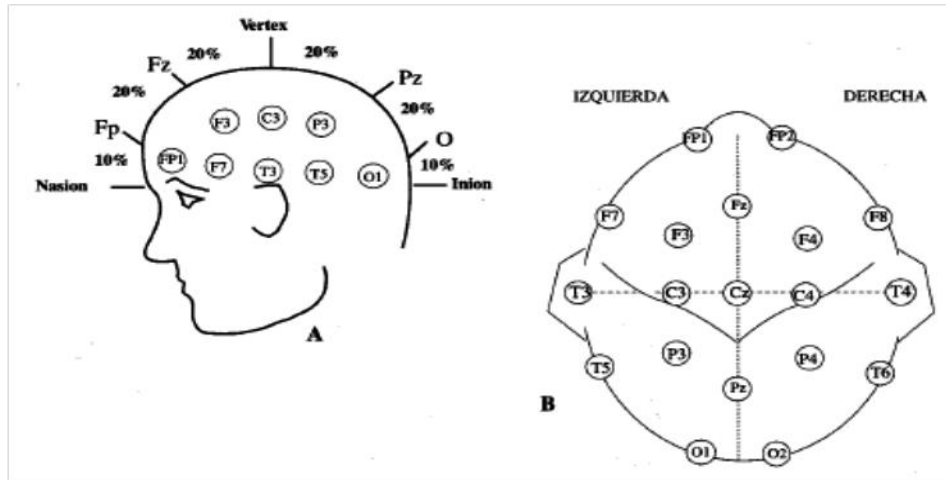 Vertex
20% 20%
Fz
Pz
20%
20%
Fp
O
10%
10%
Nasion
Inion
F3 C3 P3
FP1 F7 T3 T5 O1
A
IZQUIERDA DERECHA
FP1 FP2
Fz
F7 F8
F3 F4
T3 C3 Cz C4 T4
P3 P4
T5 T6
Pz
B
O1 O2